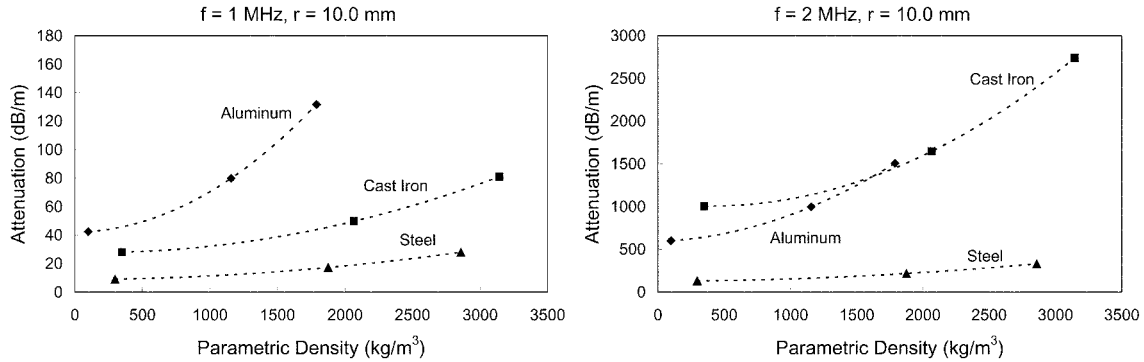 f = 1 MHz, r = 10.0 mm
180
160
140
120
100
80
60
40
20
0
Attenuation (dB/m)
Aluminum
Cast Iron
Steel
0 500 1000 1500 2000 2500 3000 3500
Parametric Density (kg/m³)
f = 2 MHz, r = 10.0 mm
3000
2500
2000
1500
1000
500
0
Attenuation (dB/m)
Cast Iron
Aluminum
Steel
0 500 1000 1500 2000 2500 3000 3500
Parametric Density (kg/m³)